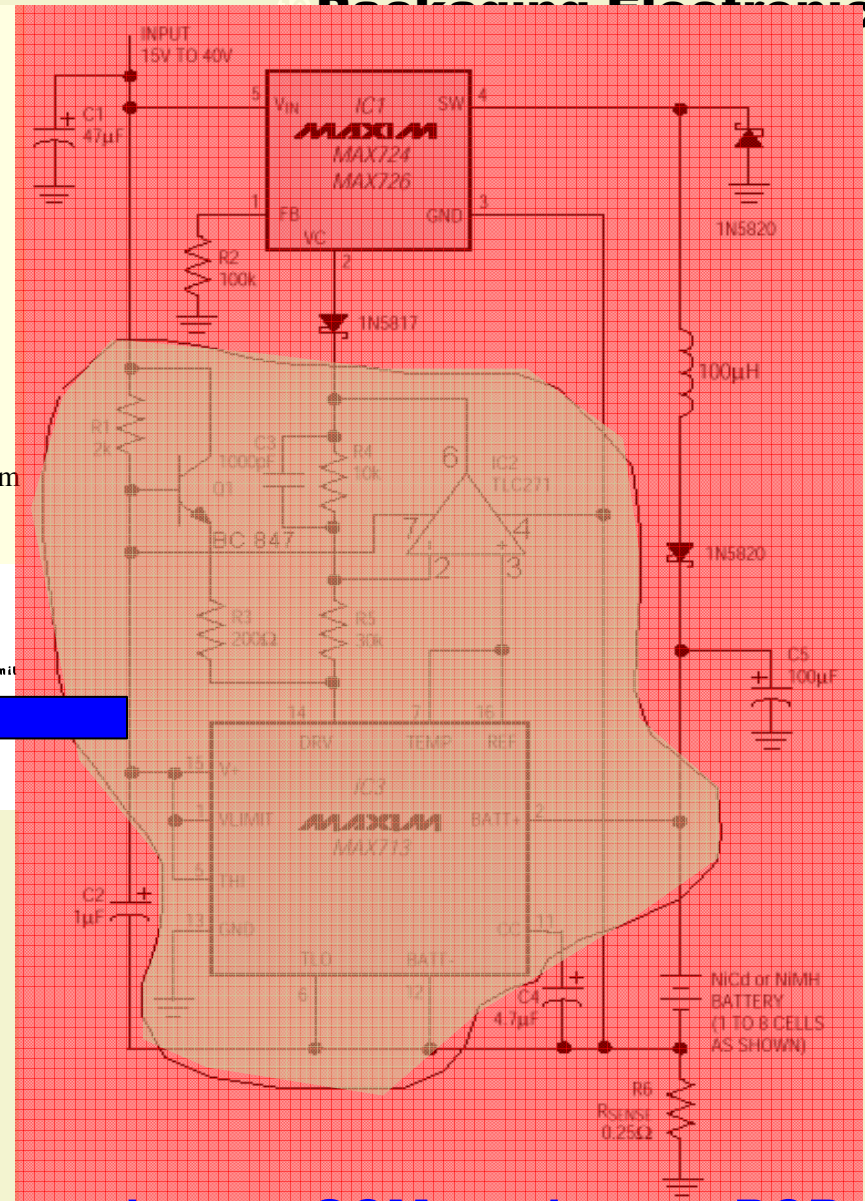 INPUT
15V TO 40V
C1
47µF
5
VIN
IC1
SW
4
MAXIM
MAX724
MAX726
1
FB
GND
3
VC
2
1N5820
R2
100k
1N5817
100µH
R1
2k
C3
1000pF
R4
10k
6
IC2
TLC271
Q1
7
4
m
BC 847
2
3
1N5820
R3
200Ω
R5
30k
C5
100µF
14
7
16
DRV
TEMP
REF
15
V+
IC3
1
VLIMIT
MAXIM
BATT+
2
MAX713
5
THI
C2
1µF
13
GND
CC
11
TLO
BATT-
6
12
C4
4.7µF
NiCd or NiMH
BATTERY
(1 TO 8 CELLS
AS SHOWN)
R6
RSENSE
0.25Ω